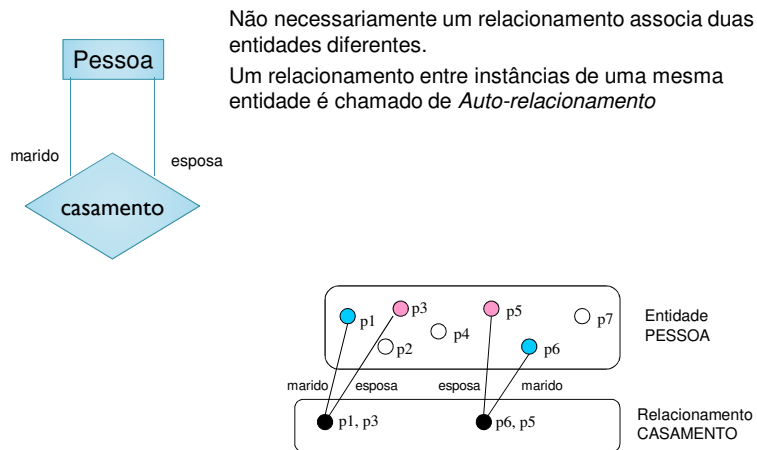 Não necessariamente um relacionamento associa duas
entidades diferentes.
Um relacionamento entre instâncias de uma mesma
entidade é chamado de Auto-relacionamento
Pessoa
marido
esposa
casamento
p1
p3
p2
p4
p5
p6
p7
Entidade
PESSOA
marido
esposa
esposa
marido
p1, p3
p6, p5
Relacionamento
CASAMENTO